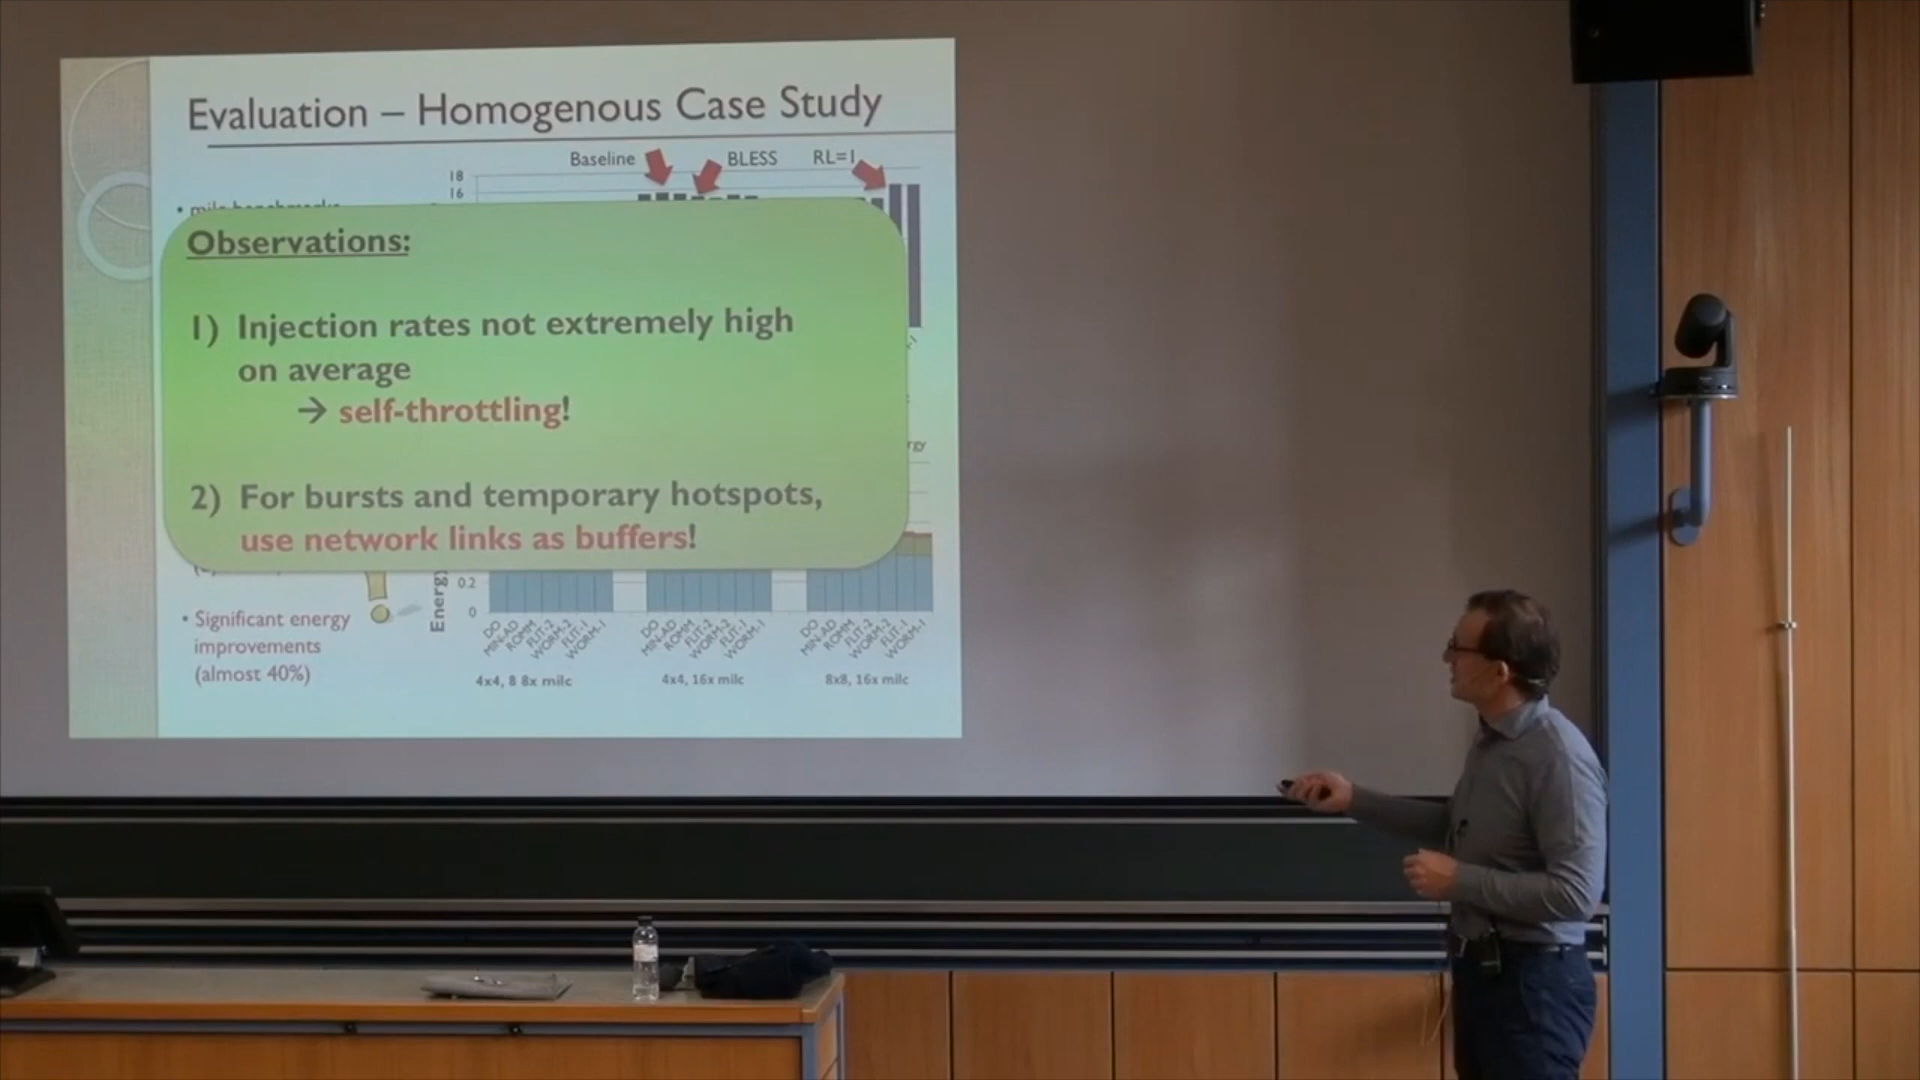 Evaluation – Homogenous Case Study
Baseline
BLESS
RL=1
18
16
• milc benchmarks
Observations:
1) Injection rates not extremely high
on average
→ self-throttling!
2) For bursts and temporary hotspots,
use network links as buffers!
• Significant energy
improvements
(almost 40%)
Energy
0.2
0
DO
MIN-AD
ROMM
FLIT-2
WORM-2
FLIT-1
WORM-1
DO
MIN-AD
ROMM
FLIT-2
WORM-2
FLIT-1
WORM-1
DO
MIN-AD
ROMM
FLIT-2
WORM-2
FLIT-1
WORM-1
4x4, 8 8x milc
4x4, 16x milc
8x8, 16x milc